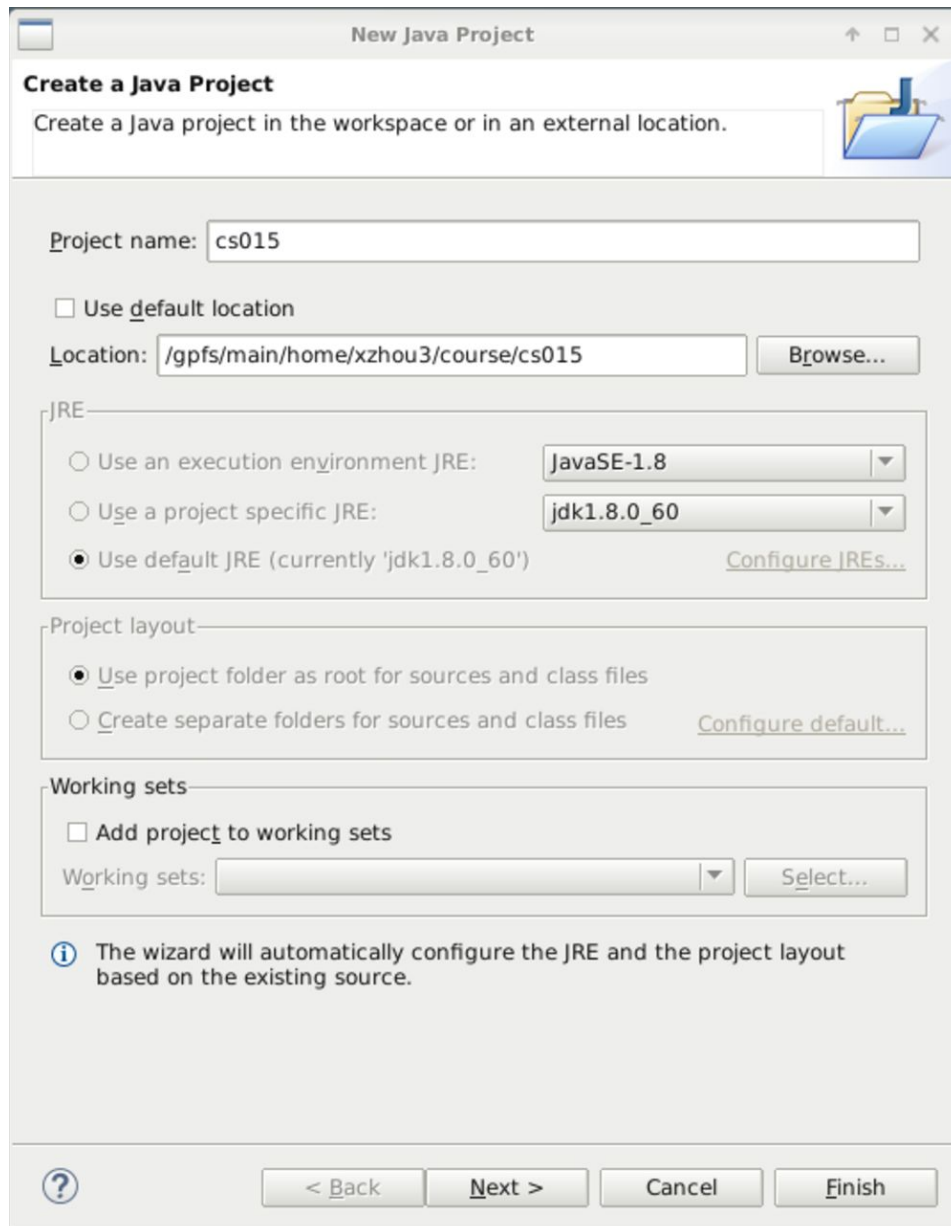 New Java Project
Create a Java Project
Create a Java project in the workspace or in an external location.
Project name: cs015
Use default location
Location: /gpfs/main/home/xzhou3/course/cs015 Browse...
JRE
Use an execution environment JRE: JavaSE-1.8
Use a project specific JRE: jdk1.8.0_60
Use default JRE (currently 'jdk1.8.0_60') Configure JREs...
Project layout
Use project folder as root for sources and class files
Create separate folders for sources and class files Configure default...
Working sets
Add project to working sets
Working sets: Select...
The wizard will automatically configure the JRE and the project layout
based on the existing source.
? < Back Next > Cancel Finish